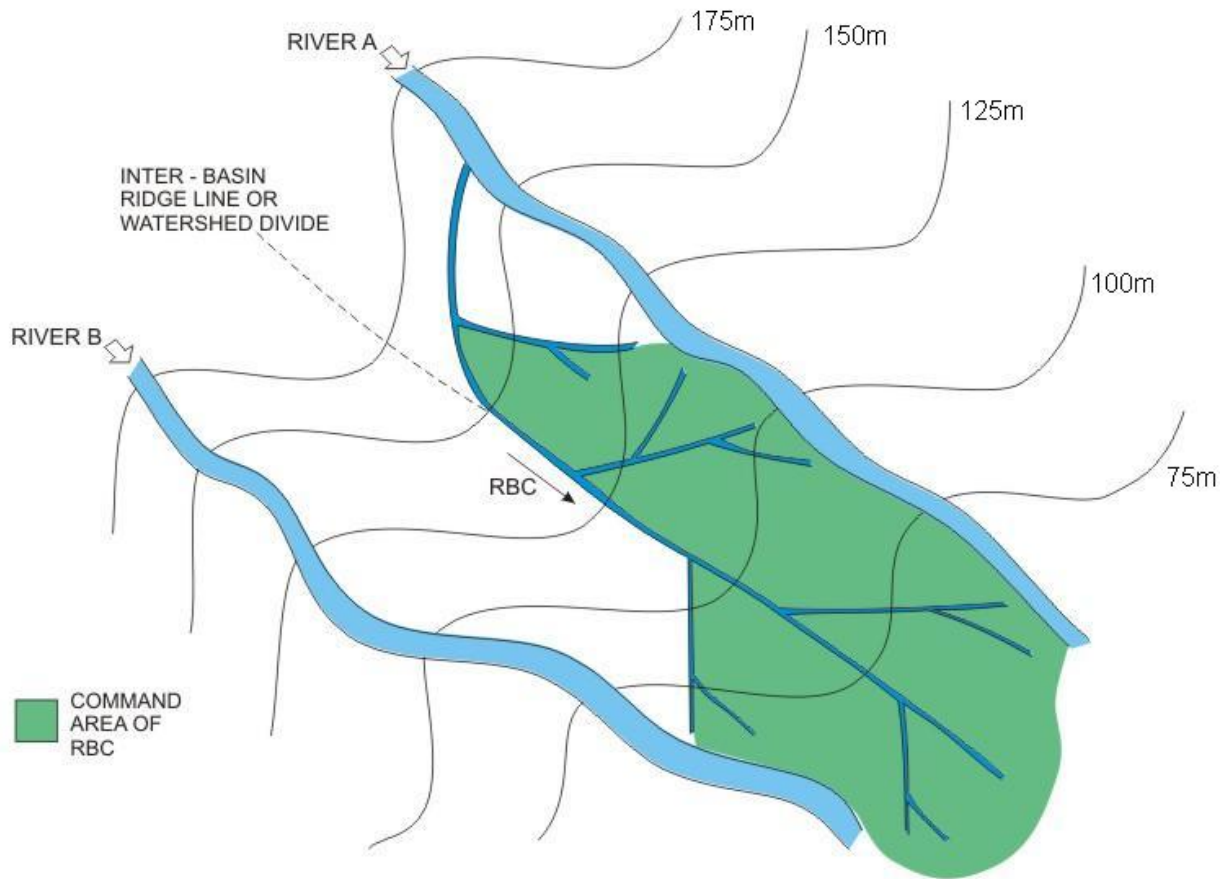 175m
RIVER A
150m
125m
INTER - BASIN
RIDGE LINE OR
WATERSHED DIVIDE
100m
RIVER B
75m
RBC
COMMAND
AREA OF
RBC